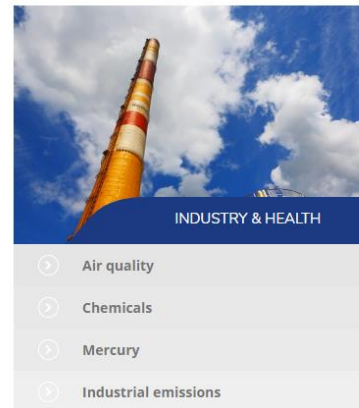 INDUSTRY & HEALTH
Air quality
Chemicals
Mercury
Industrial emissions